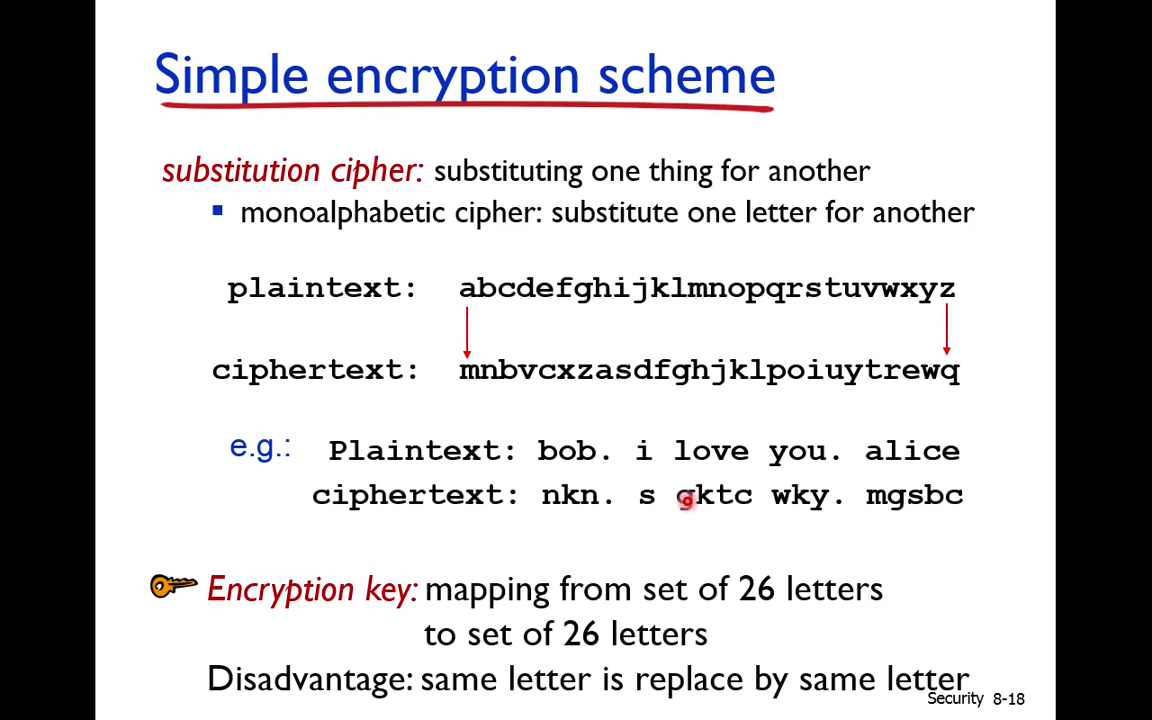 Simple encryption scheme
substitution cipher: substituting one thing for another
monoalphabetic cipher: substitute one letter for another
plaintext: abcdefghijklmnopqrstuvwxyz
ciphertext: mnbvcxzasdfghjklpoiuytrewq
e.g.: Plaintext: bob. i love you. alice
ciphertext: nkn. s gktc wky. mgsbc
Encryption key: mapping from set of 26 letters
to set of 26 letters
Disadvantage: same letter is replace by same letter
Security 8-18